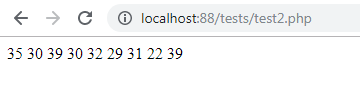 localhost:88/tests/test2.php
35 30 39 30 32 29 31 22 39